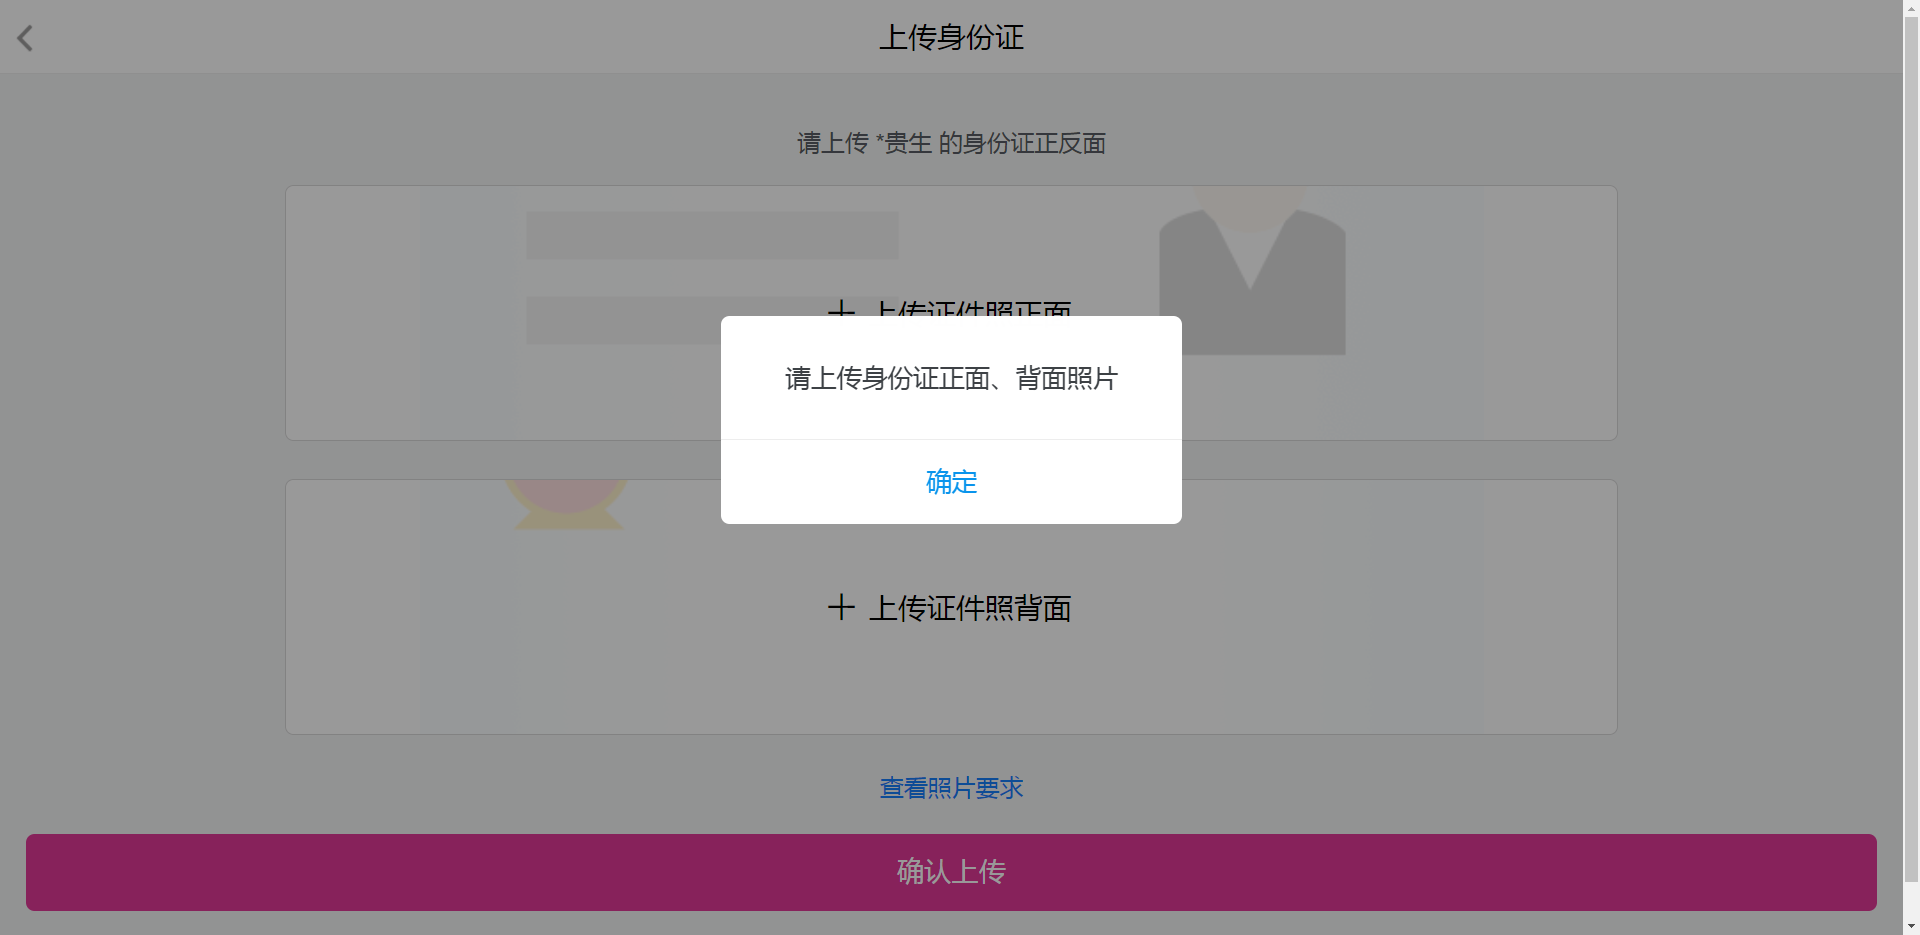 上传身份证
请上传 *贵生 的身份证正反面
上传证件照正面
请上传身份证正面、背面照片
确定
上传证件照背面
查看照片要求
确认上传